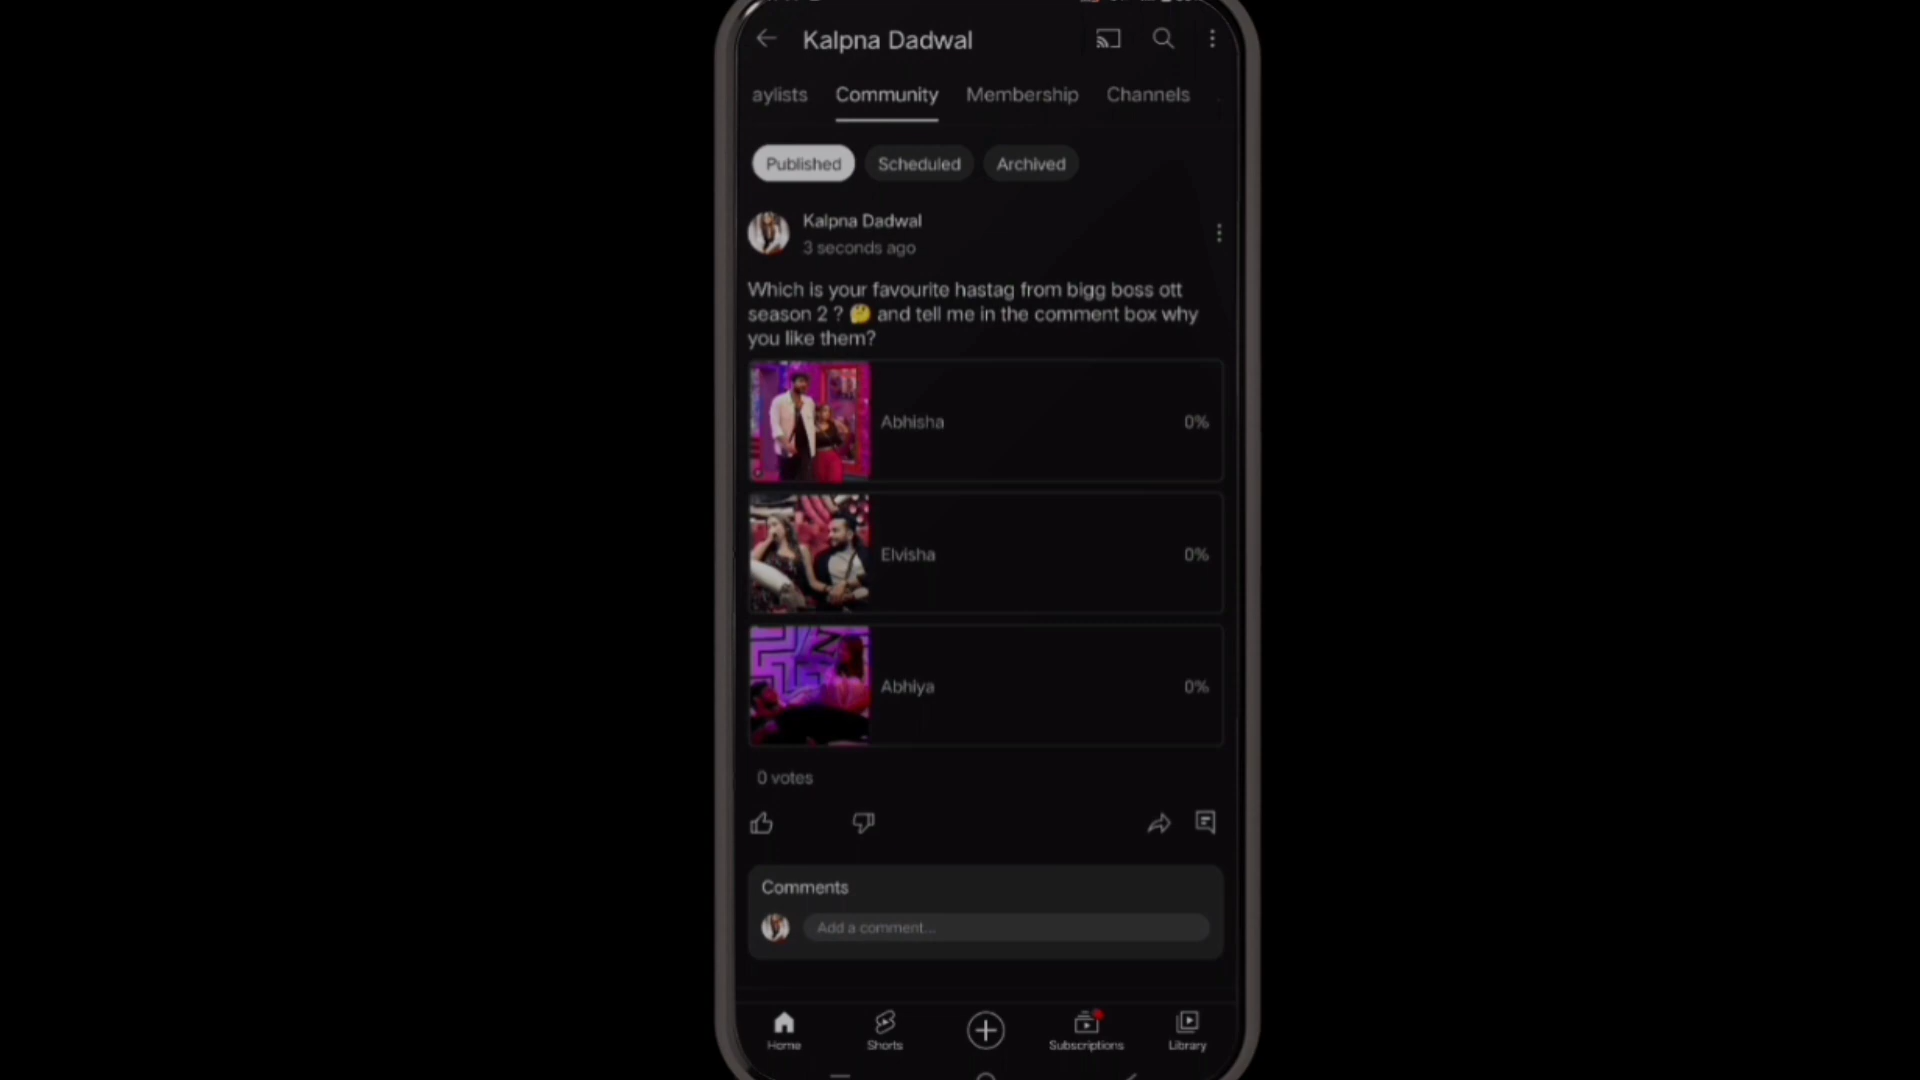 Kalpna Dadwal
aylists Community Membership Channels
Published Scheduled Archived
Kalpna Dadwal
3 seconds ago
Which is your favourite hastag from bigg boss ott
season 2 ? 🤔 and tell me in the comment box why
you like them?
Abhisha 0%
Elvisha 0%
Abhiya 0%
0 votes
Comments
Add a comment...
Home Shorts Subscriptions Library